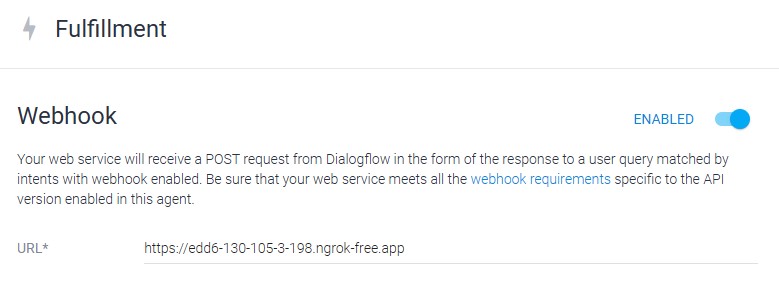 Fulfillment
Webhook
ENABLED
Your web service will receive a POST request from Dialogflow in the form of the response to a user query matched by
intents with webhook enabled. Be sure that your web service meets all the webhook requirements specific to the API
version enabled in this agent.
URL*
https://edd6-130-105-3-198.ngrok-free.app